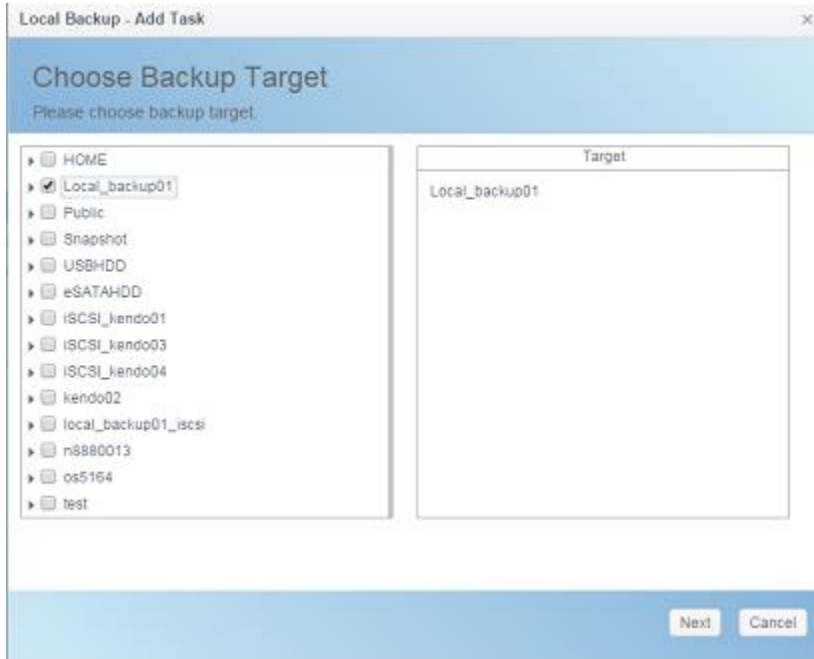 Local Backup - Add Task
Choose Backup Target
Please choose backup target.
HOME
Local_backup01
Public
Snapshot
USBHDD
eSATAHDD
iSCSI_kendo01
iSCSI_kendo03
iSCSI_kendo04
kendo02
local_backup01_iscsi
n8880013
os5164
test
Target
Local_backup01
Next Cancel